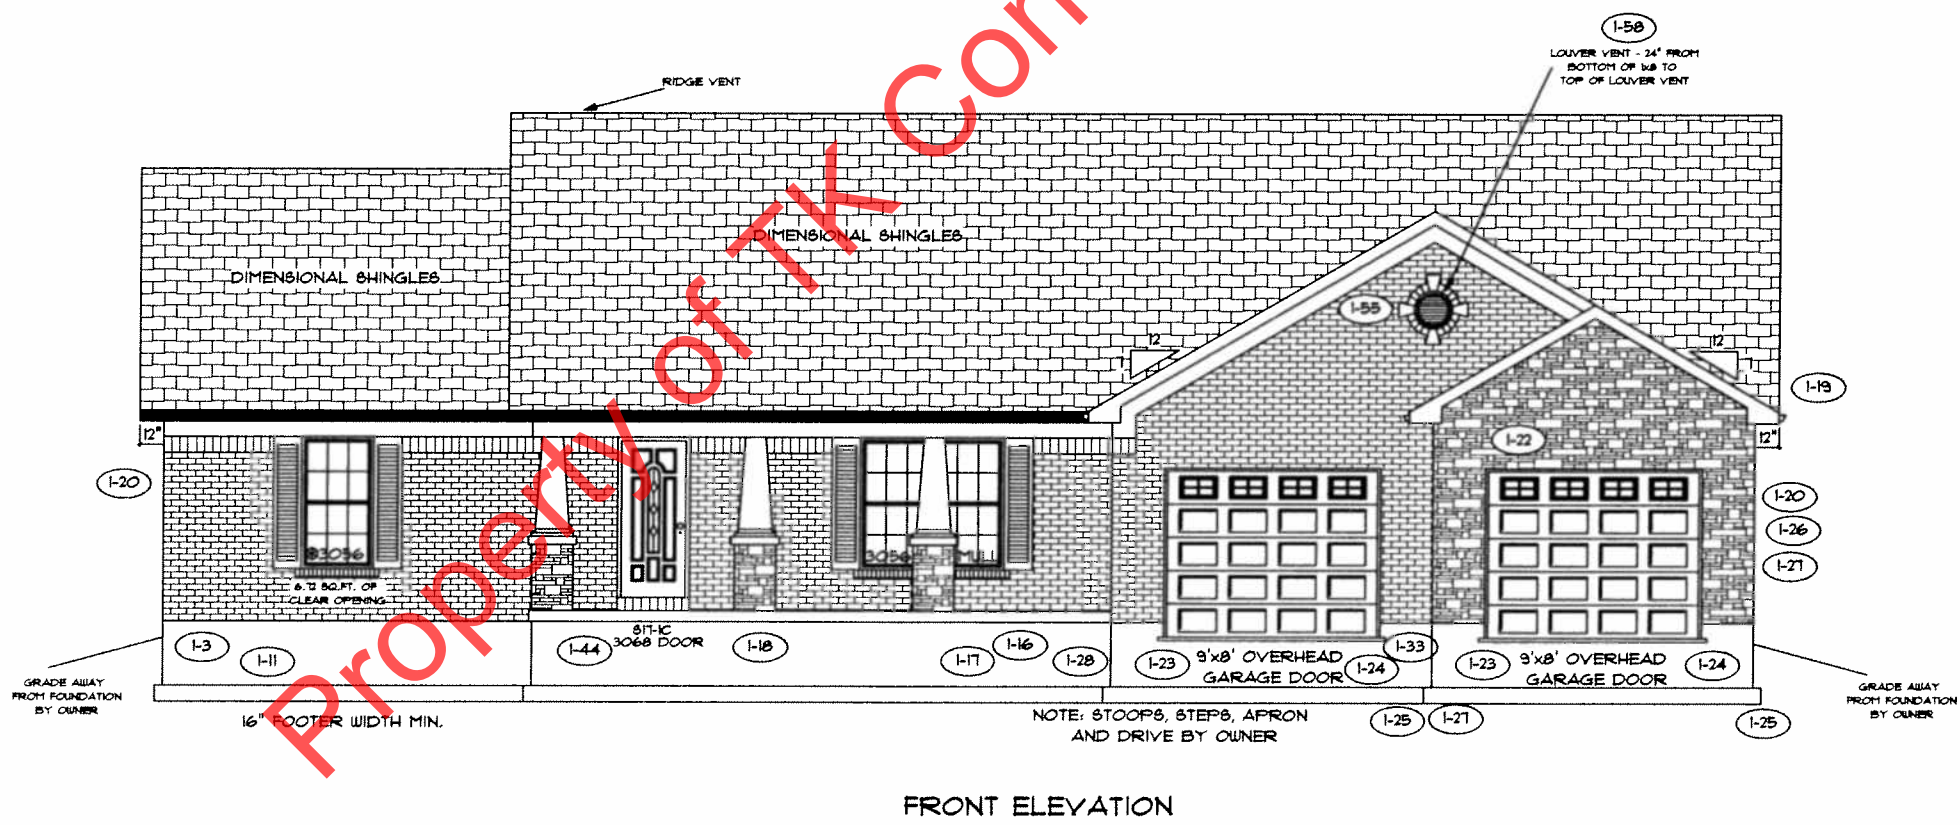 1-58
LOUVER VENT - 24" FROM
BOTTOM OF 1x8 TO
TOP OF LOUVER VENT
RIDGE VENT
DIMENSIONAL SHINGLES
DIMENSIONAL SHINGLES
1-55
12
12
1-19
12"
12"
1-22
1-20
1-20
1-26
1-27
B3056
3056
MULL
6.72 SQ.FT. OF
CLEAR OPENING
1-3
1-11
1-44
3068 DOOR
1-18
1-17
1-16
1-28
1-23
9'x8' OVERHEAD
GARAGE DOOR
1-24
1-33
1-23
9'x8' OVERHEAD
GARAGE DOOR
1-24
GRADE AWAY
FROM FOUNDATION
BY OWNER
GRADE AWAY
FROM FOUNDATION
BY OWNER
16" FOOTER WIDTH MIN.
NOTE: STOOPS, STEPS, APRON
AND DRIVE BY OWNER
1-25
1-27
1-25
FRONT ELEVATION
Property of TK Con